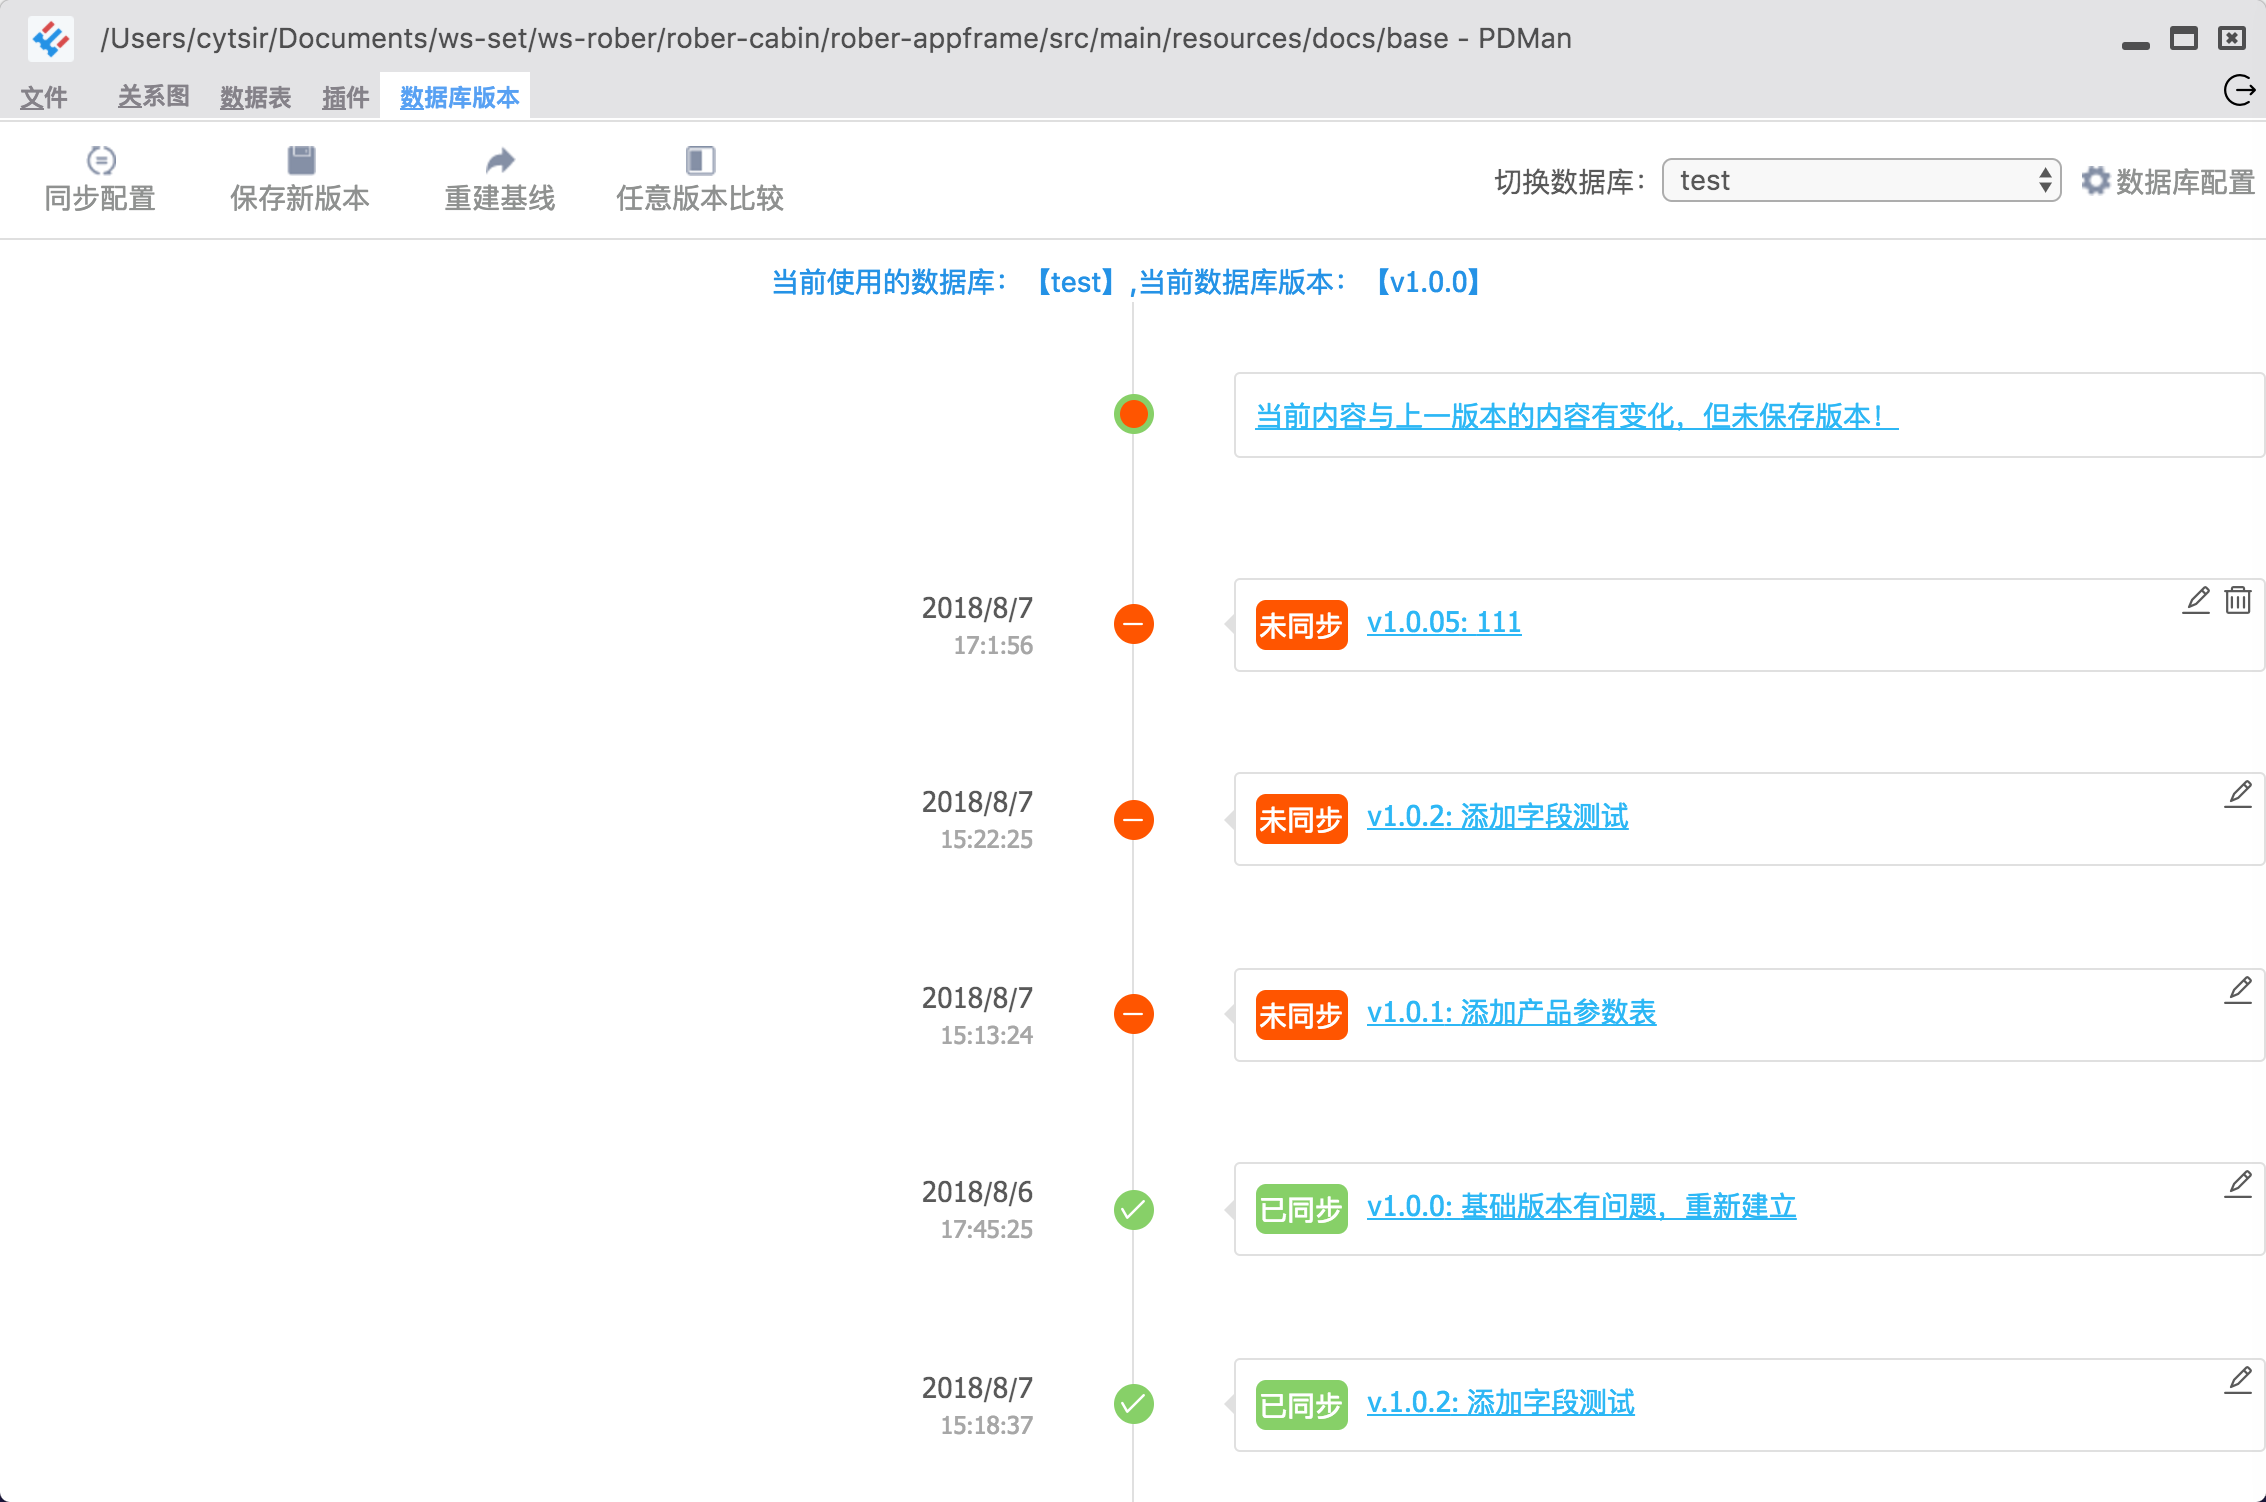 /Users/cytsir/Documents/ws-set/ws-rober/rober-cabin/rober-appframe/src/main/resources/docs/base - PDMan
文件 关系图 数据表 插件 数据库版本
同步配置 保存新版本 重建基线 任意版本比较 切换数据库： test 数据库配置
当前使用的数据库：【test】,当前数据库版本：【v1.0.0】
当前内容与上一版本的内容有变化，但未保存版本！
2018/8/7
17:1:56
未同步 v1.0.05: 111
2018/8/7
15:22:25
未同步 v1.0.2: 添加字段测试
2018/8/7
15:13:24
未同步 v1.0.1: 添加产品参数表
2018/8/6
17:45:25
已同步 v1.0.0: 基础版本有问题，重新建立
2018/8/7
15:18:37
已同步 v.1.0.2: 添加字段测试